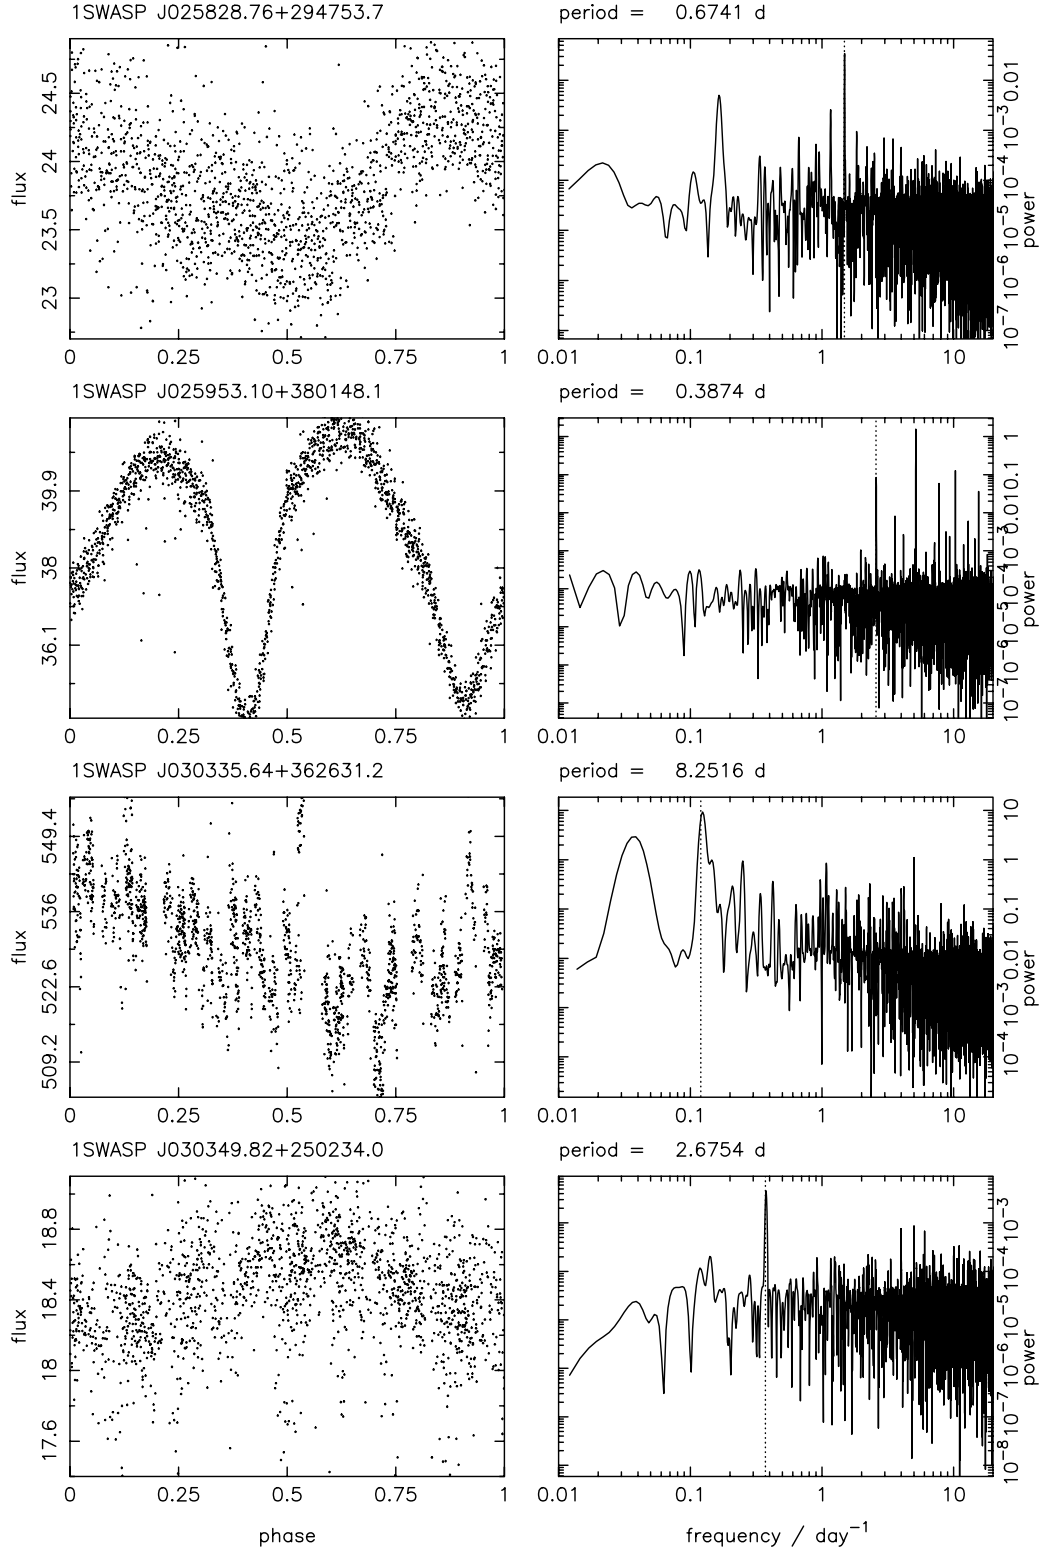 1SWASP J025828.76+294753.7
period = 0.6741 d
24.5
24
23.5
23
flux
0 0.25 0.5 0.75 1
0.01
10−3
10−4
10−5
10−6
10−7
power
0.01 0.1 1 10
1SWASP J025953.10+380148.1
period = 0.3874 d
39.9
38
36.1
flux
0 0.25 0.5 0.75 1
1
0.1
0.01
10−3
10−4
10−5
10−6
10−7
power
0.01 0.1 1 10
1SWASP J030335.64+362631.2
period = 8.2516 d
549.4
536
522.6
509.2
flux
0 0.25 0.5 0.75 1
10
1
0.1
0.01
10−3
10−4
power
0.01 0.1 1 10
1SWASP J030349.82+250234.0
period = 2.6754 d
18.8
18.4
18
17.6
flux
0 0.25 0.5 0.75 1
phase
10−3
10−4
10−5
10−6
10−7
10−8
power
0.01 0.1 1 10
frequency / day−1